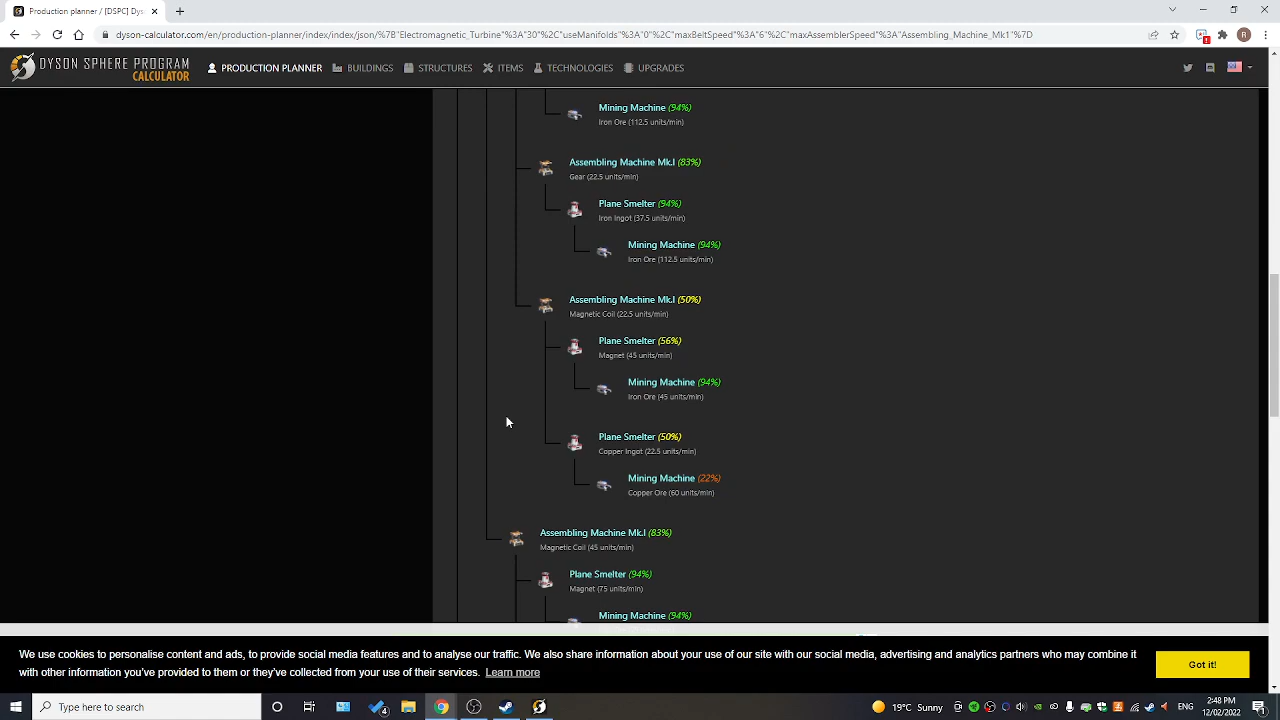 Production planner / [DSPC] Dys
dyson-calculator.com/en/production-planner/index/index/json/%7B"Electromagnetic_Turbine"%3A"30"%2C"useManifolds"%3A"0"%2C"maxBeltSpeed"%3A"6"%2C"maxAssemblerSpeed"%3A"Assembling_Machine_Mk1"%7D
R
DYSON SPHERE PROGRAM
CALCULATOR
PRODUCTION PLANNER
BUILDINGS
STRUCTURES
ITEMS
TECHNOLOGIES
UPGRADES
Mining Machine (94%)
Iron Ore (112.5 units/min)
Assembling Machine Mk.I (83%)
Gear (22.5 units/min)
Plane Smelter (94%)
Iron Ingot (37.5 units/min)
Mining Machine (94%)
Iron Ore (112.5 units/min)
Assembling Machine Mk.I (50%)
Magnetic Coil (22.5 units/min)
Plane Smelter (56%)
Magnet (45 units/min)
Mining Machine (94%)
Iron Ore (45 units/min)
Plane Smelter (50%)
Copper Ingot (22.5 units/min)
Mining Machine (22%)
Copper Ore (60 units/min)
Assembling Machine Mk.I (83%)
Magnetic Coil (45 units/min)
Plane Smelter (94%)
Magnet (75 units/min)
Mining Machine (94%)
We use cookies to personalise content and ads, to provide social media features and to analyse our traffic. We also share information about your use of our site with our social media, advertising and analytics partners who may combine it
with other information you've provided to them or they've collected from your use of their services. Learn more
Got it!
Type here to search
19°C Sunny
ENG
2:48 PM
12/02/2022